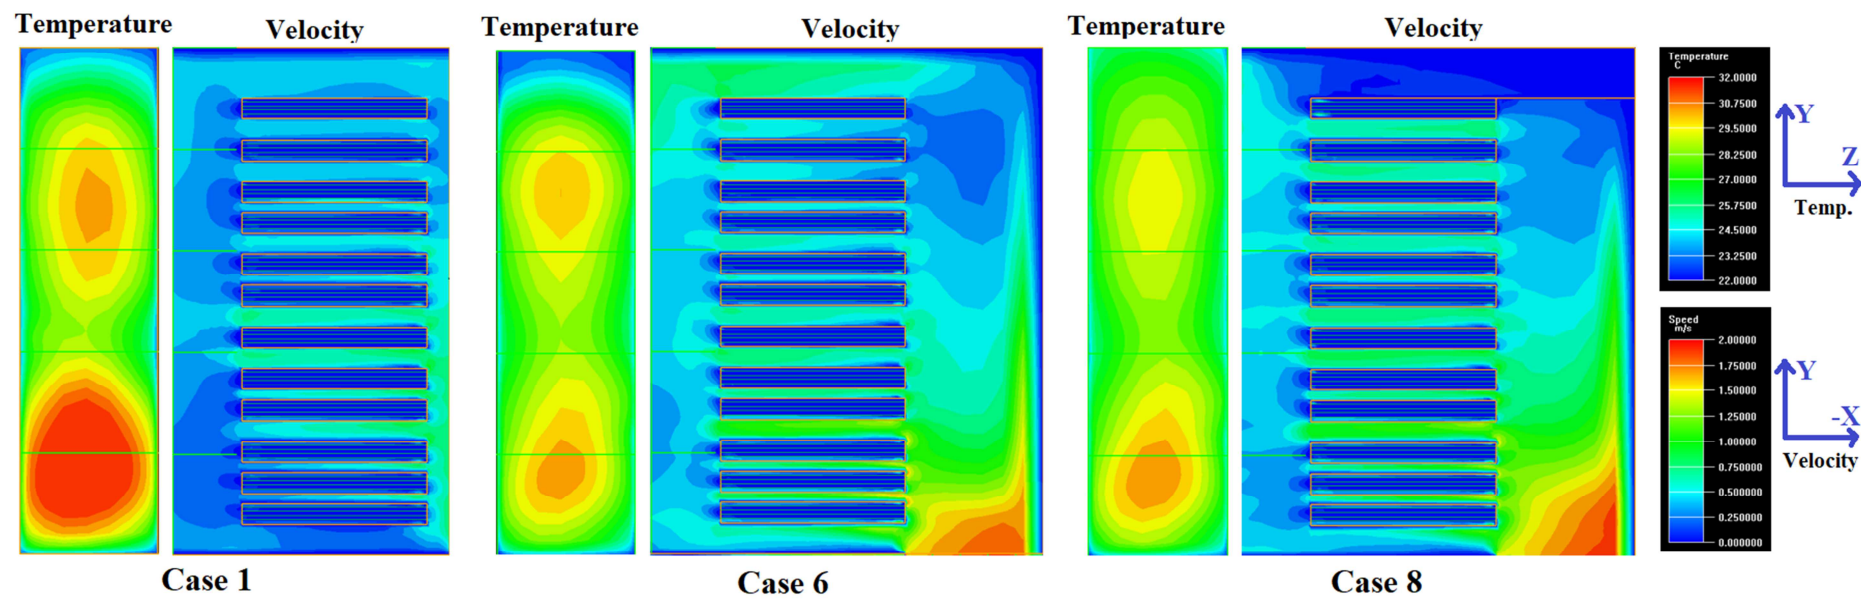 Temperature
Velocity
Temperature
Velocity
Temperature
Velocity
Case 1
Case 6
Case 8
Temperature
C
32.0000
30.7500
29.5000
28.2500
27.0000
25.7500
24.5000
23.2500
22.0000
Speed
m/s
2.00000
1.75000
1.50000
1.25000
1.00000
0.750000
0.500000
0.250000
0.000000
Y
Z
Temp.
Y
-X
Velocity